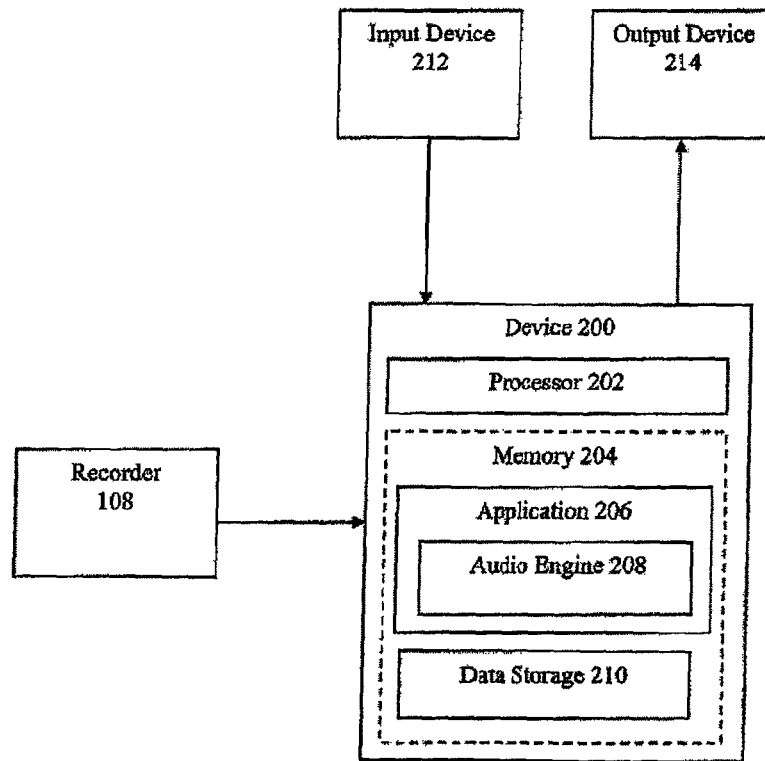 Input Device
212
Output Device
214
Device 200
Processor 202
Memory 204
Recorder
108
Application 206
Audio Engine 208
Data Storage 210